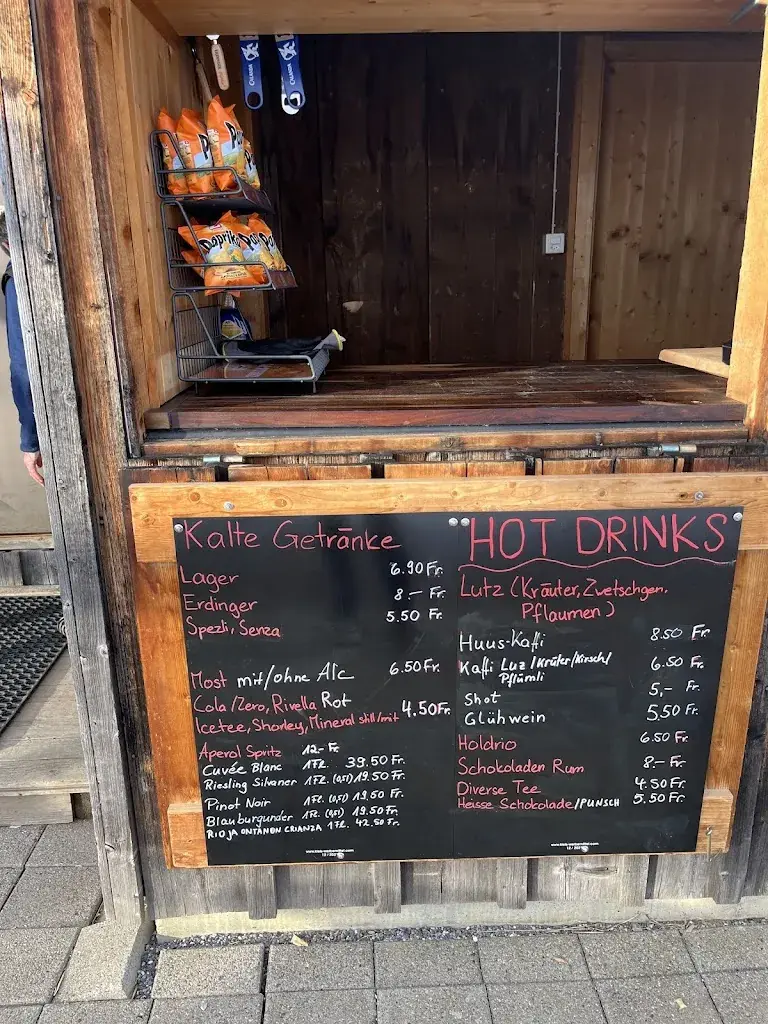 CALANDA
CALANDA
Paprika
Kalte Getränke
Lager 6.90 Fr.
Erdinger 8.– Fr.
Spezli, Senza 5.50 Fr.
Most mit/ohne Alc 6.50 Fr.
Cola/Zero, Rivella Rot
Icetee, Shorley, Mineral still/mit 4.50 Fr.
Aperol Spritz 12.– Fr.
Cuvée Blanc 1 Fl. 39.50 Fr.
Riesling Silvaner 1 Fl. (0,5l) 19.50 Fr.
Pinot Noir 1 Fl. (0,5l) 19.50 Fr.
Blauburgunder 1 Fl. (0,5l) 19.50 Fr.
RIOJA ONTANON CRIANZA 1 Fl. 42.50 Fr.
HOT DRINKS
Lutz (Kräuter, Zwetschgen,
Pflaumen)
Huus-Kaffi 8.50 Fr
Kaffi Luz/Kräuter/Kirsch/
Pflümli 6.50 Fr.
Shot 5,– Fr
Glühwein 5.50 Fr.
Holdrio 6.50 Fr.
Schokoladen Rum 8.– Fr.
Diverse Tee 4.50 Fr.
Heisse Schokolade/PUNSCH 5.50 Fr.